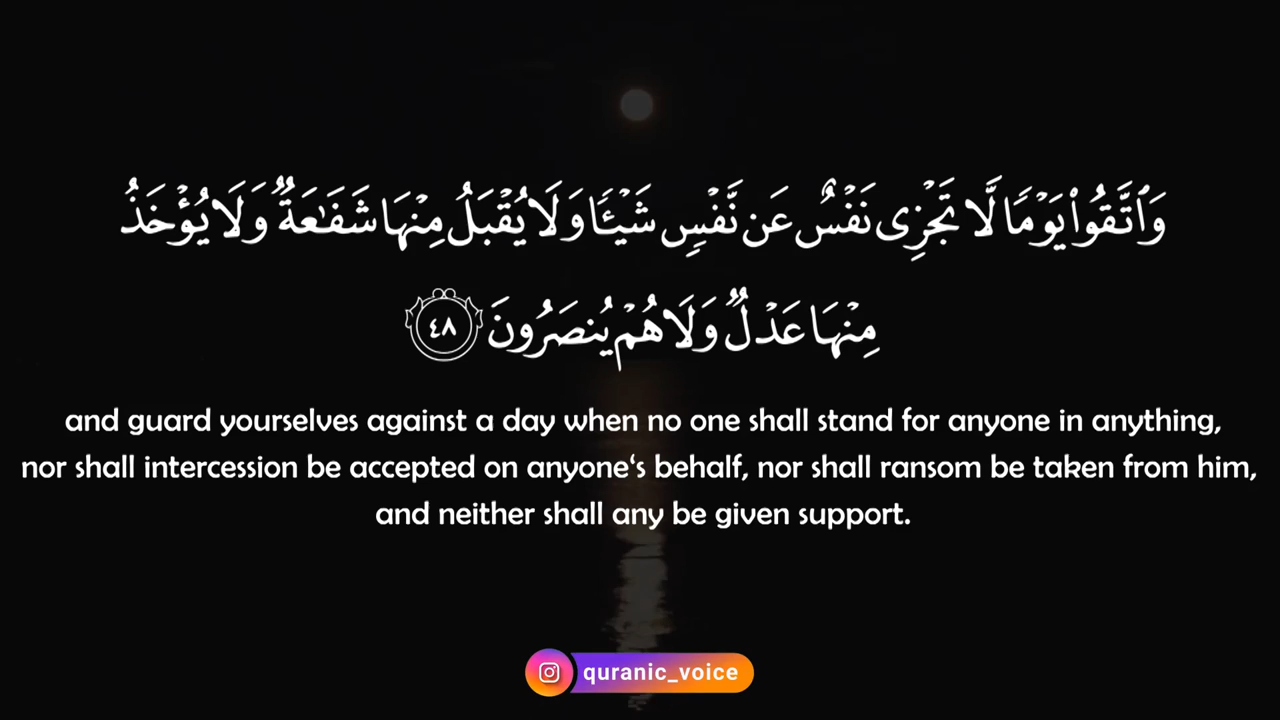 وَٱتَّقُوا۟ يَوْمًا لَّا تَجْزِى نَفْسٌ عَن نَّفْسٍ شَيْـًٔا وَلَا يُقْبَلُ مِنْهَا شَفَـٰعَةٌ وَلَا يُؤْخَذُ
مِنْهَا عَدْلٌ وَلَا هُمْ يُنصَرُونَ ٤٨
and guard yourselves against a day when no one shall stand for anyone in anything,
nor shall intercession be accepted on anyone‘s behalf, nor shall ransom be taken from him,
and neither shall any be given support.
quranic_voice